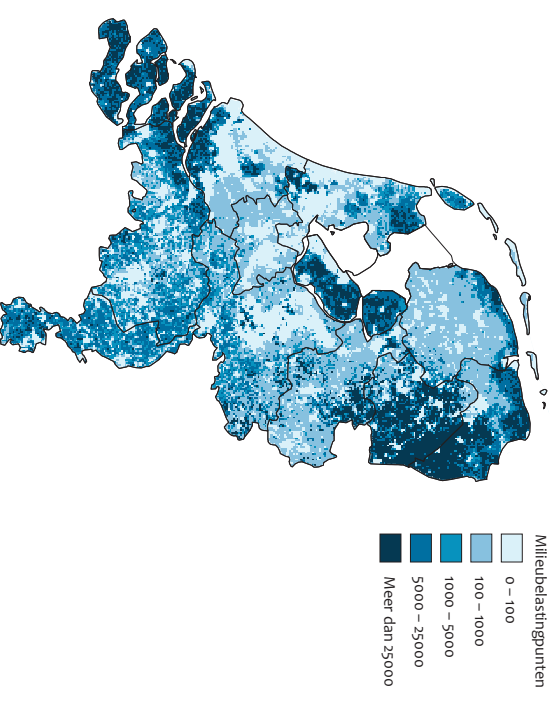 Milieubelastingpunten
0 – 100
100 – 1000
1000 – 5000
5000 – 25000
Meer dan 25000